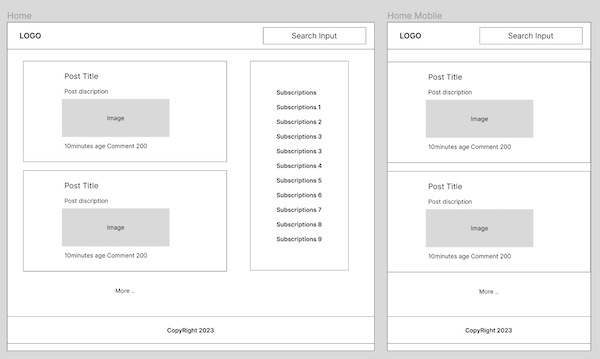 Home
LOGO
Search Input
Post Title
Post discription
Image
10minutes age Comment 200
Post Title
Post discription
Image
10minutes age Comment 200
More ..
Subscriptions
Subscriptions 1
Subscriptions 2
Subscriptions 3
Subscriptions 3
Subscriptions 4
Subscriptions 5
Subscriptions 6
Subscriptions 7
Subscriptions 8
Subscriptions 9
CopyRight 2023
Home Moblie
LOGO
Search Input
Post Title
Post discription
Image
10minutes age Comment 200
Post Title
Post discription
Image
10minutes age Comment 200
More ..
CopyRight 2023